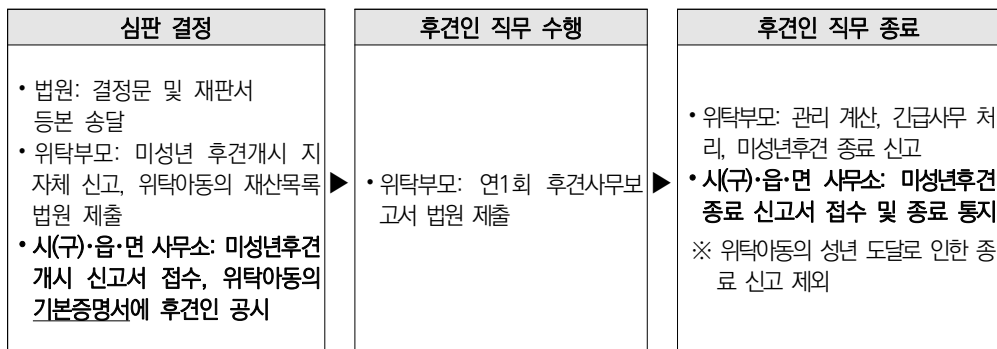 심판 결정
• 법원: 결정문 및 재판서
등본 송달
• 위탁부모: 미성년 후견개시 지
자체 신고, 위탁아동의 재산목록
법원 제출
• 시(구)·읍·면 사무소: 미성년후견
개시 신고서 접수, 위탁아동의
기본증명서에 후견인 공시
▶
후견인 직무 수행
• 위탁부모: 연1회 후견사무보
고서 법원 제출
▶
후견인 직무 종료
• 위탁부모: 관리 계산, 긴급사무 처
리, 미성년후견 종료 신고
• 시(구)·읍·면 사무소: 미성년후견
종료 신고서 접수 및 종료 통지
※ 위탁아동의 성년 도달로 인한 종
료 신고 제외